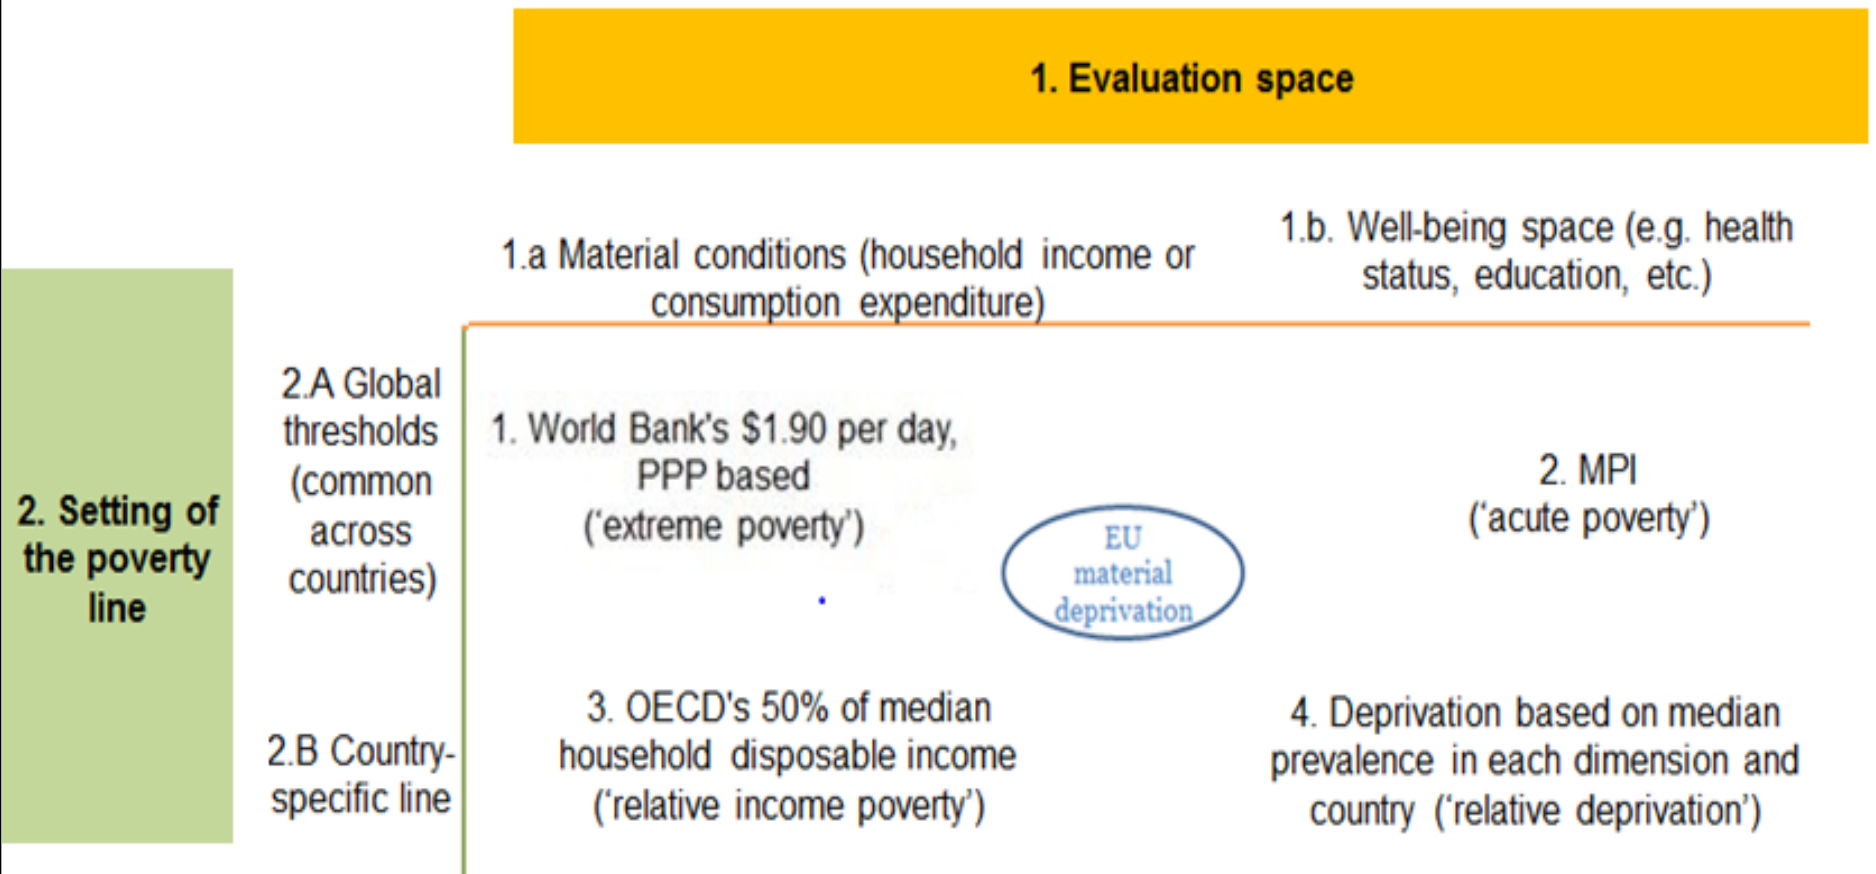 1. Evaluation space
1.a Material conditions (household income or
consumption expenditure)
1.b. Well-being space (e.g. health
status, education, etc.)
2. Setting of
the poverty
line
2.A Global
thresholds
(common
across
countries)
1. World Bank's $1.90 per day,
PPP based
(‘extreme poverty’)
EU
material
deprivation
2. MPI
(‘acute poverty’)
2.B Country-
specific line
3. OECD's 50% of median
household disposable income
(‘relative income poverty’)
4. Deprivation based on median
prevalence in each dimension and
country (‘relative deprivation’)